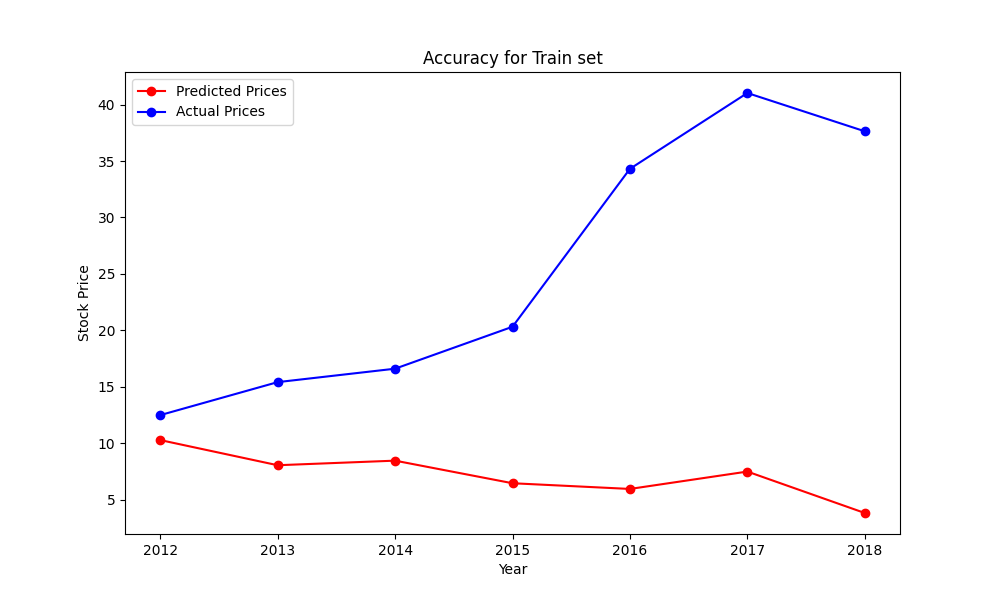 Accuracy for Train set
Predicted Prices
Actual Prices
40
35
30
25
20
15
10
5
Stock Price
2012 2013 2014 2015 2016 2017 2018
Year